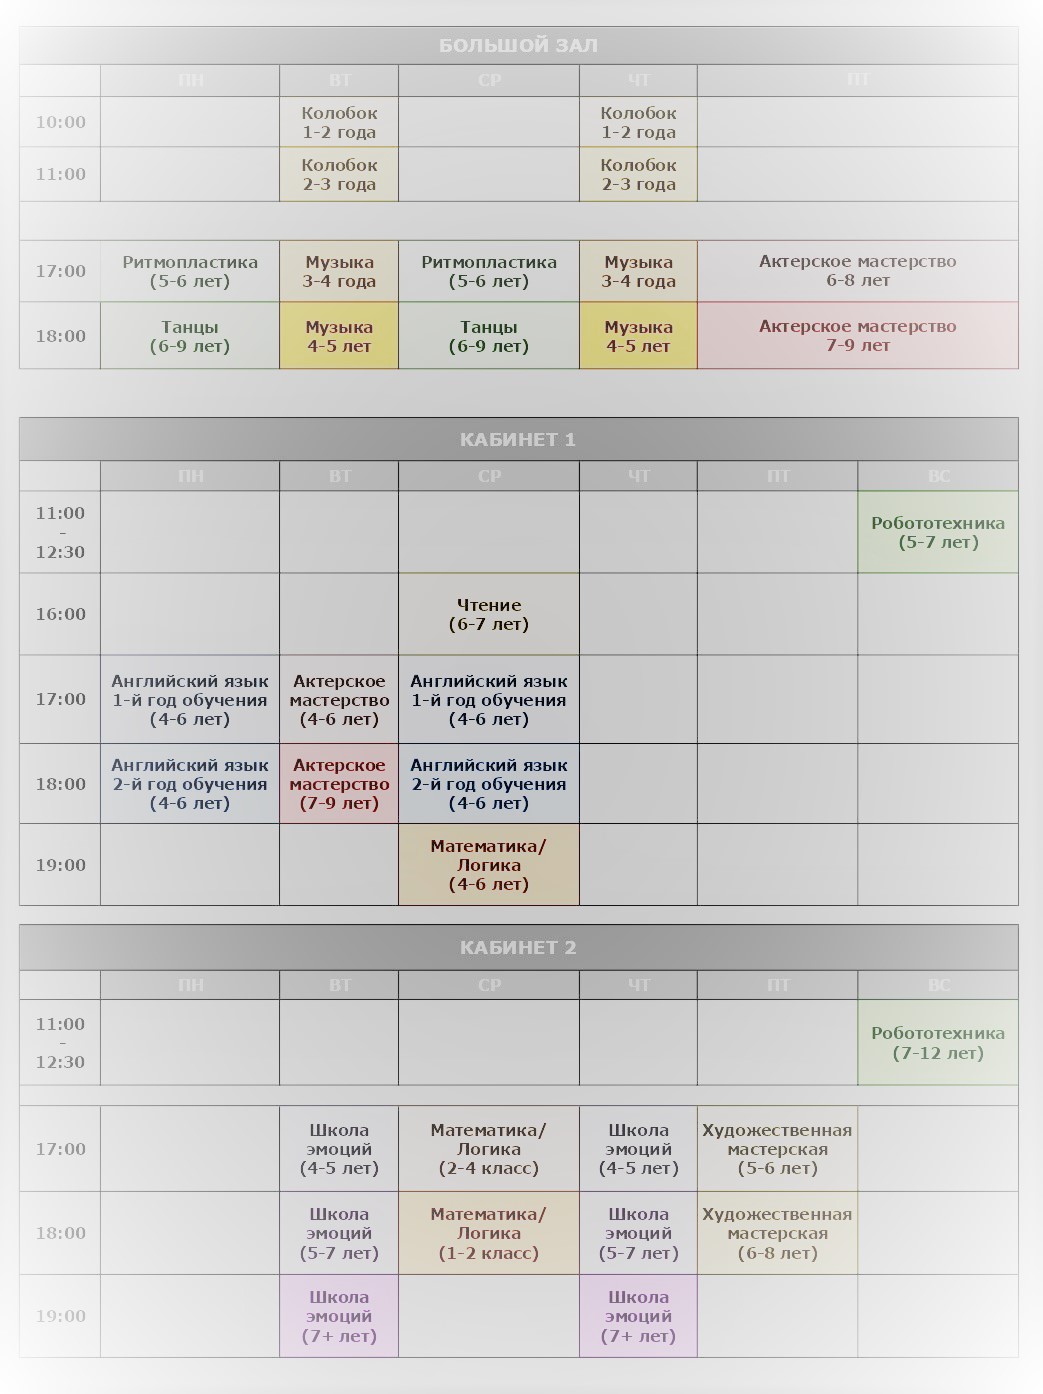 БОЛЬШОЙ ЗАЛ
ПН ВТ СР ЧТ ПТ
10:00 Колобок Колобок
1-2 года 1-2 года
11:00 Колобок Колобок
2-3 года 2-3 года
17:00 Ритмопластика Музыка Ритмопластика Музыка Актерское мастерство
(5-6 лет) 3-4 года (5-6 лет) 3-4 года 6-8 лет
18:00 Танцы Музыка Танцы Музыка Актерское мастерство
(6-9 лет) 4-5 лет (6-9 лет) 4-5 лет 7-9 лет
КАБИНЕТ 1
ПН ВТ СР ЧТ ПТ ВС
11:00
-
12:30
Робототехника
(5-7 лет)
16:00 Чтение
(6-7 лет)
Английский язык Актерское Английский язык
17:00 1-й год обучения мастерство 1-й год обучения
(4-6 лет) (4-6 лет) (4-6 лет)
Английский язык Актерское Английский язык
18:00 2-й год обучения мастерство 2-й год обучения
(4-6 лет) (7-9 лет) (4-6 лет)
Математика/
19:00 Логика
(4-6 лет)
КАБИНЕТ 2
ПН ВТ СР ЧТ ПТ ВС
11:00
-
12:30
Робототехника
(7-12 лет)
Школа Математика/ Школа Художественная
17:00 эмоций Логика эмоций мастерская
(4-5 лет) (2-4 класс) (4-5 лет) (5-6 лет)
Школа Математика/ Школа Художественная
18:00 эмоций Логика эмоций мастерская
(5-7 лет) (1-2 класс) (5-7 лет) (6-8 лет)
Школа Школа
19:00 эмоций эмоций
(7+ лет) (7+ лет)